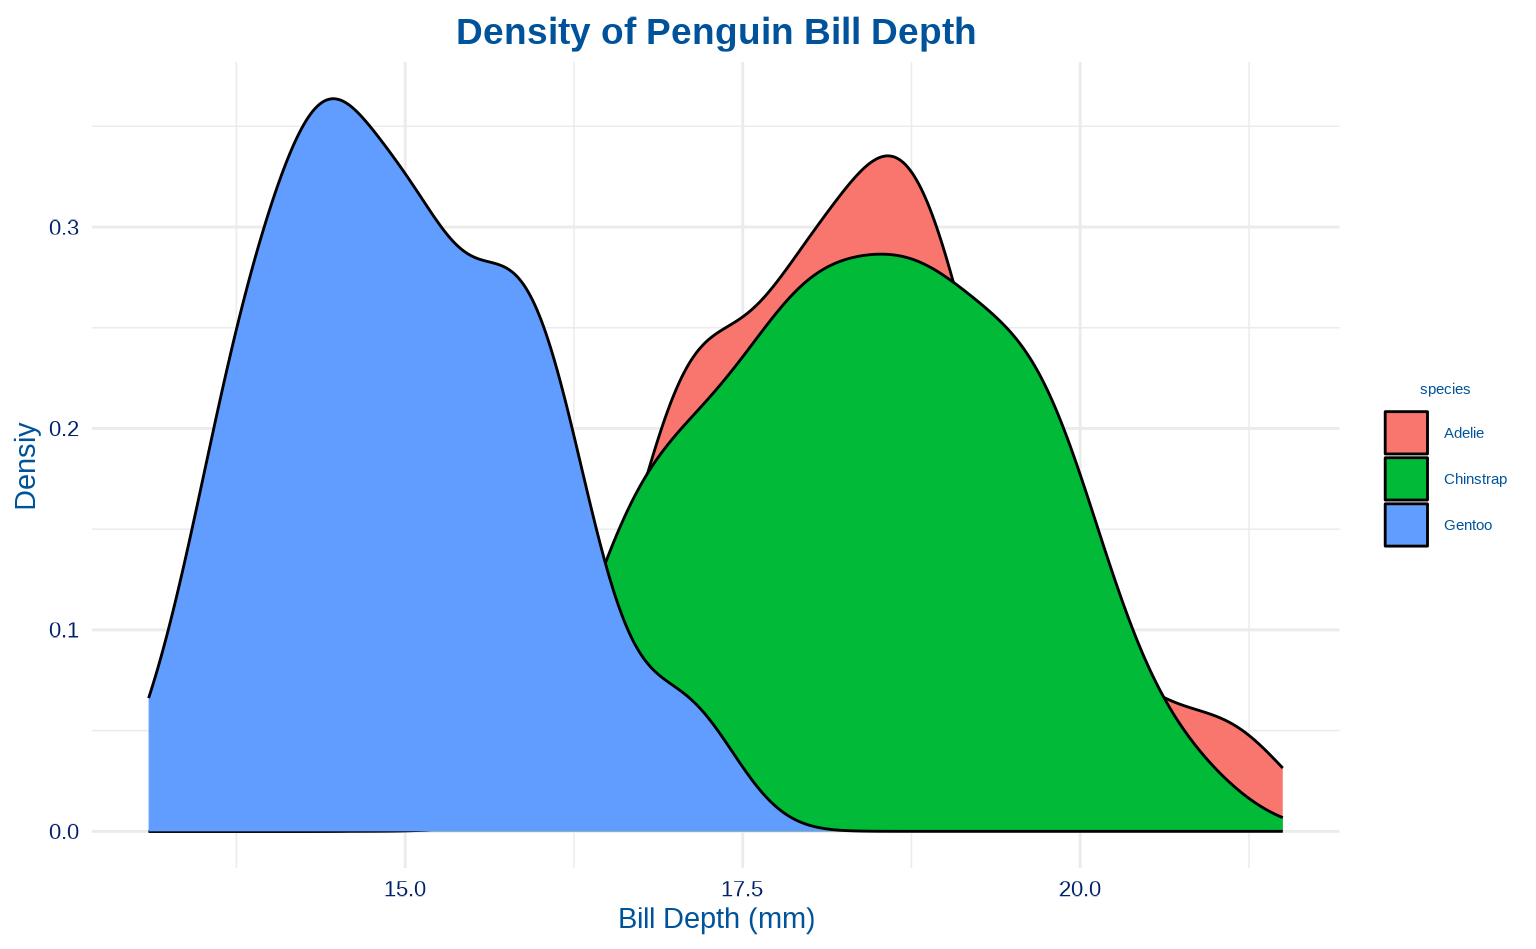 Density of Penguin Bill Depth
Densiy
0.3
0.2
0.1
0.0
15.0 17.5 20.0
Bill Depth (mm)
species
Adelie
Chinstrap
Gentoo